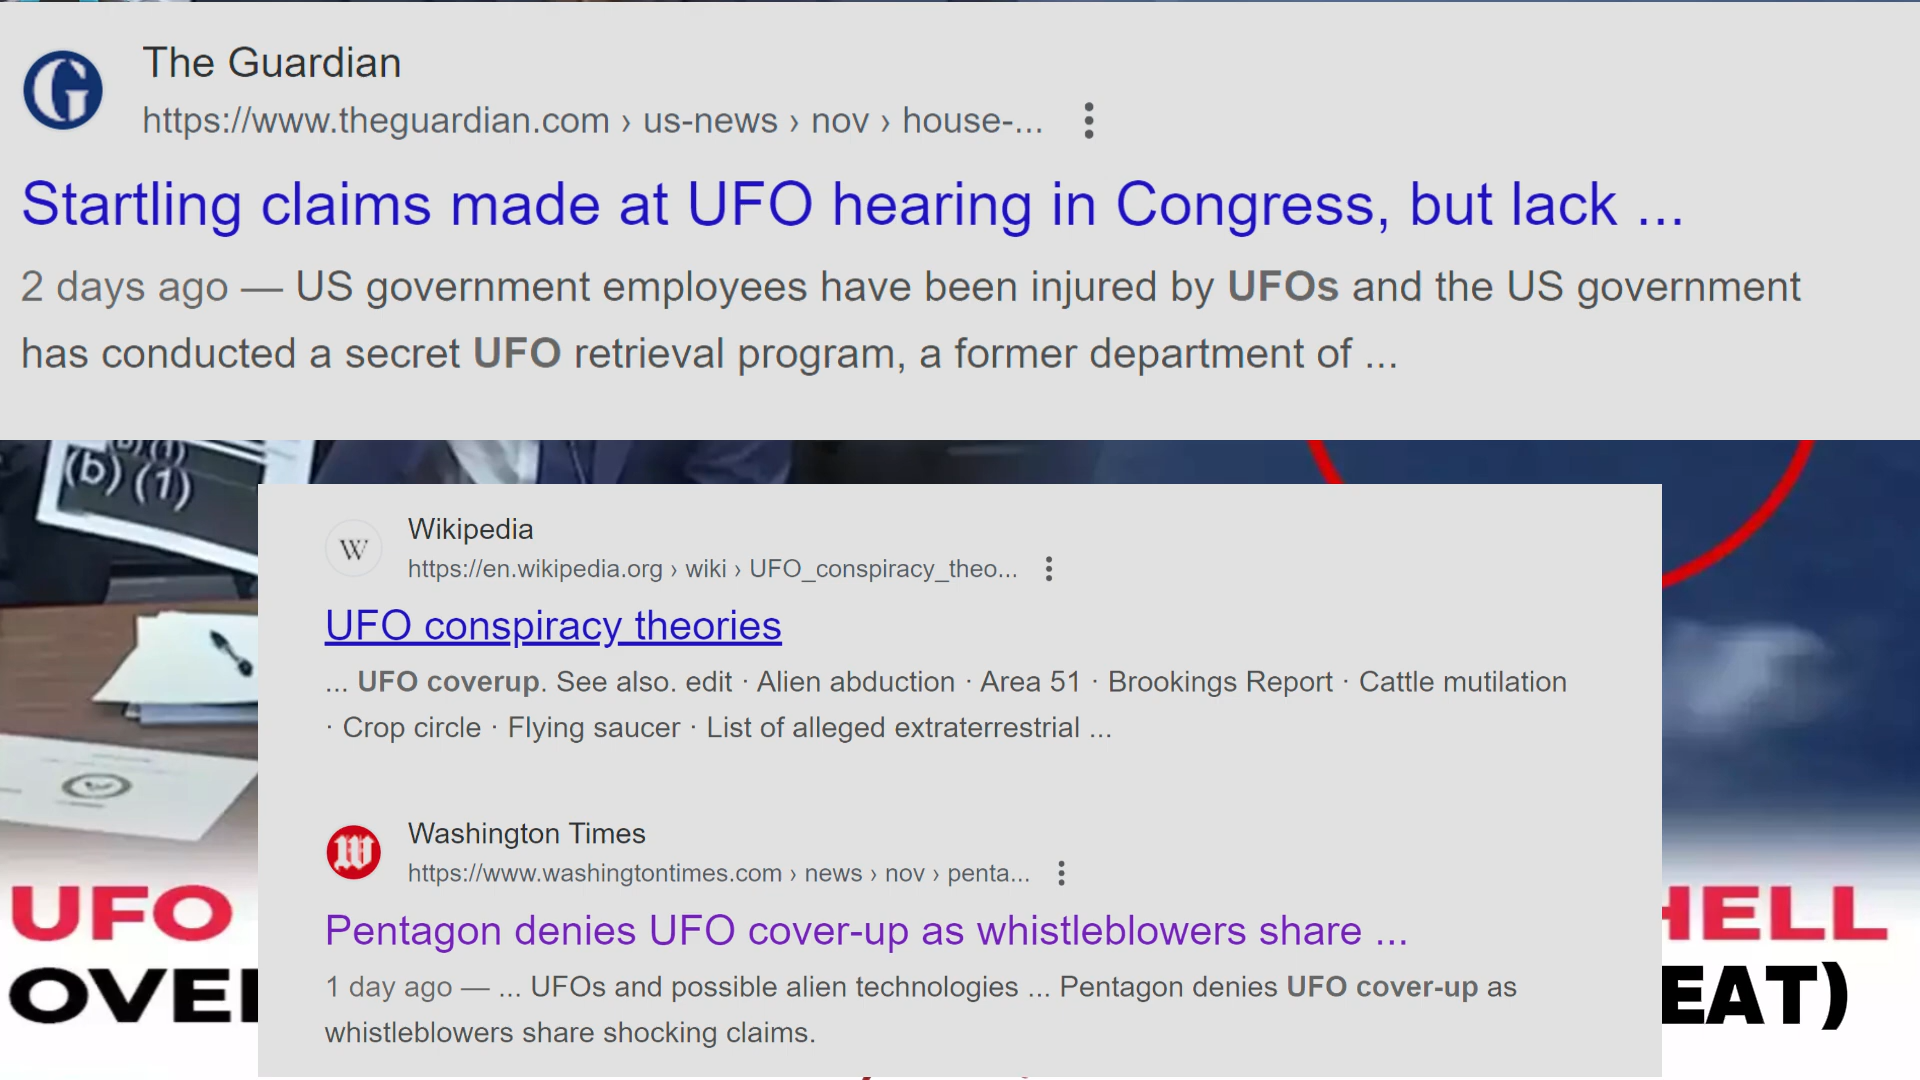 The Guardian
https://www.theguardian.com › us-news › nov › house-...
Startling claims made at UFO hearing in Congress, but lack ...
2 days ago — US government employees have been injured by UFOs and the US government
has conducted a secret UFO retrieval program, a former department of ...
(b) (1)
(b) (1)
Wikipedia
https://en.wikipedia.org › wiki › UFO_conspiracy_theo...
UFO conspiracy theories
... UFO coverup. See also. edit · Alien abduction · Area 51 · Brookings Report · Cattle mutilation
· Crop circle · Flying saucer · List of alleged extraterrestrial ...
Washington Times
https://www.washingtontimes.com › news › nov › penta...
Pentagon denies UFO cover-up as whistleblowers share ...
1 day ago — ... UFOs and possible alien technologies ... Pentagon denies UFO cover-up as
whistleblowers share shocking claims.
UFO HELL
OVE EAT)